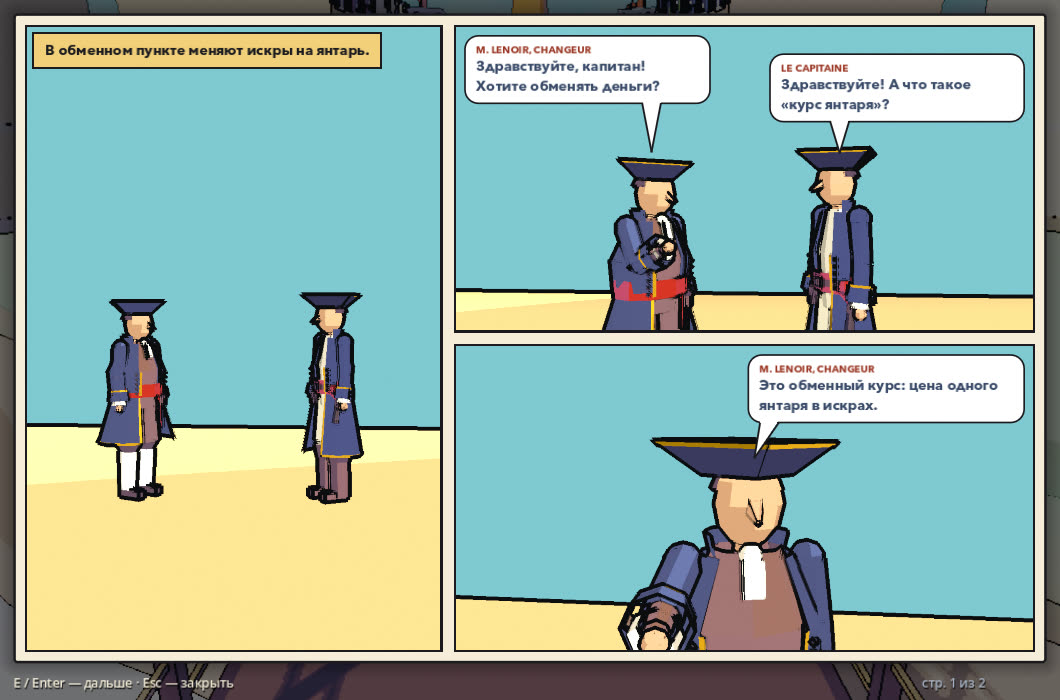 В обменном пункте меняют искры на янтарь.
M. LENOIR, CHANGEUR
Здравствуйте, капитан!
Хотите обменять деньги?
LE CAPITAINE
Здравствуйте! А что такое
«курс янтаря»?
M. LENOIR, CHANGEUR
Это обменный курс: цена одного
янтаря в искрах.
E / Enter — дальше · Esc — закрыть
стр. 1 из 2